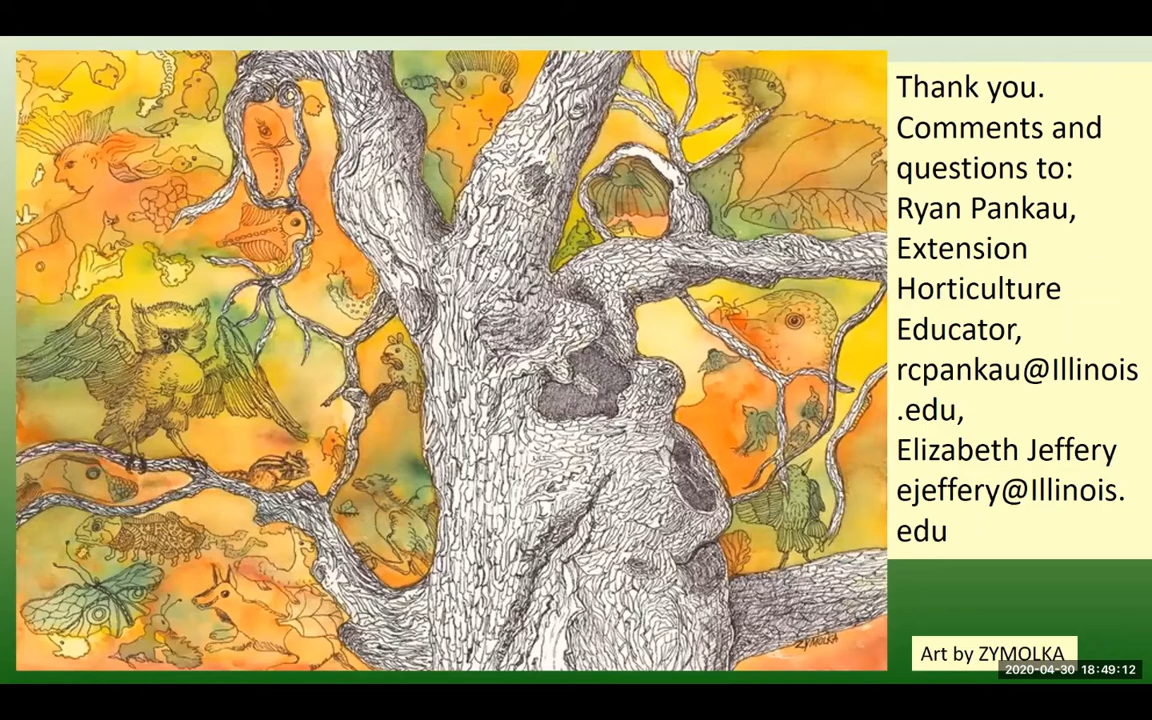 Thank you.
Comments and
questions to:
Ryan Pankau,
Extension
Horticulture
Educator,
rcpankau@Illinois
.edu,
Elizabeth Jeffery
ejeffery@Illinois.
edu
ZYMOLKA
Art by ZYMOLKA
2020-04-30 18:49:12